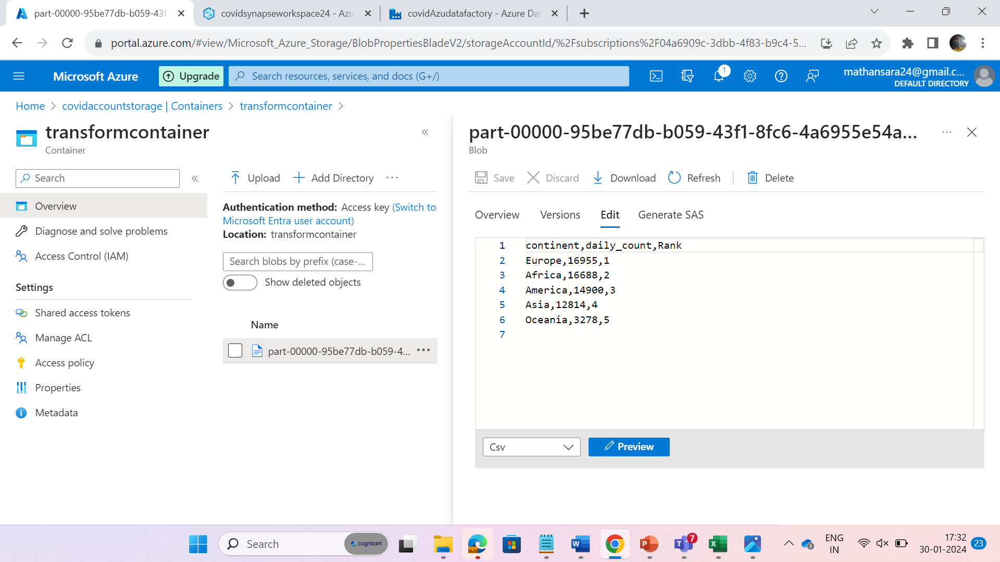 part-00000-95be77db-b059-43f
covidsynapseworkspace24 - Azu
covidAzudatafactory - Azure Dat
portal.azure.com/#view/Microsoft_Azure_Storage/BlobPropertiesBladeV2/storageAccountId/%2Fsubscriptions%2F04a6909c-3dbb-4f83-b9c4-5...
Microsoft Azure
Upgrade
Search resources, services, and docs (G+/)
1
mathansara24@gmail.c...
DEFAULT DIRECTORY
Home > covidaccountstorage | Containers > transformcontainer >
transformcontainer
Container
Search
Overview
Diagnose and solve problems
Access Control (IAM)
Settings
Shared access tokens
Manage ACL
Access policy
Properties
Metadata
Upload
Add Directory
Authentication method: Access key (Switch to
Microsoft Entra user account)
Location: transformcontainer
Search blobs by prefix (case-...
Show deleted objects
Name
part-00000-95be77db-b059-4...
part-00000-95be77db-b059-43f1-8fc6-4a6955e54a...
Blob
Save
Discard
Download
Refresh
Delete
Overview
Versions
Edit
Generate SAS
1 continent,daily_count,Rank
2 Europe,16955,1
3 Africa,16688,2
4 America,14900,3
5 Asia,12814,4
6 Oceania,3278,5
7
Csv
Preview
Search
cognizant
7
ENG
IN
17:32
30-01-2024
23